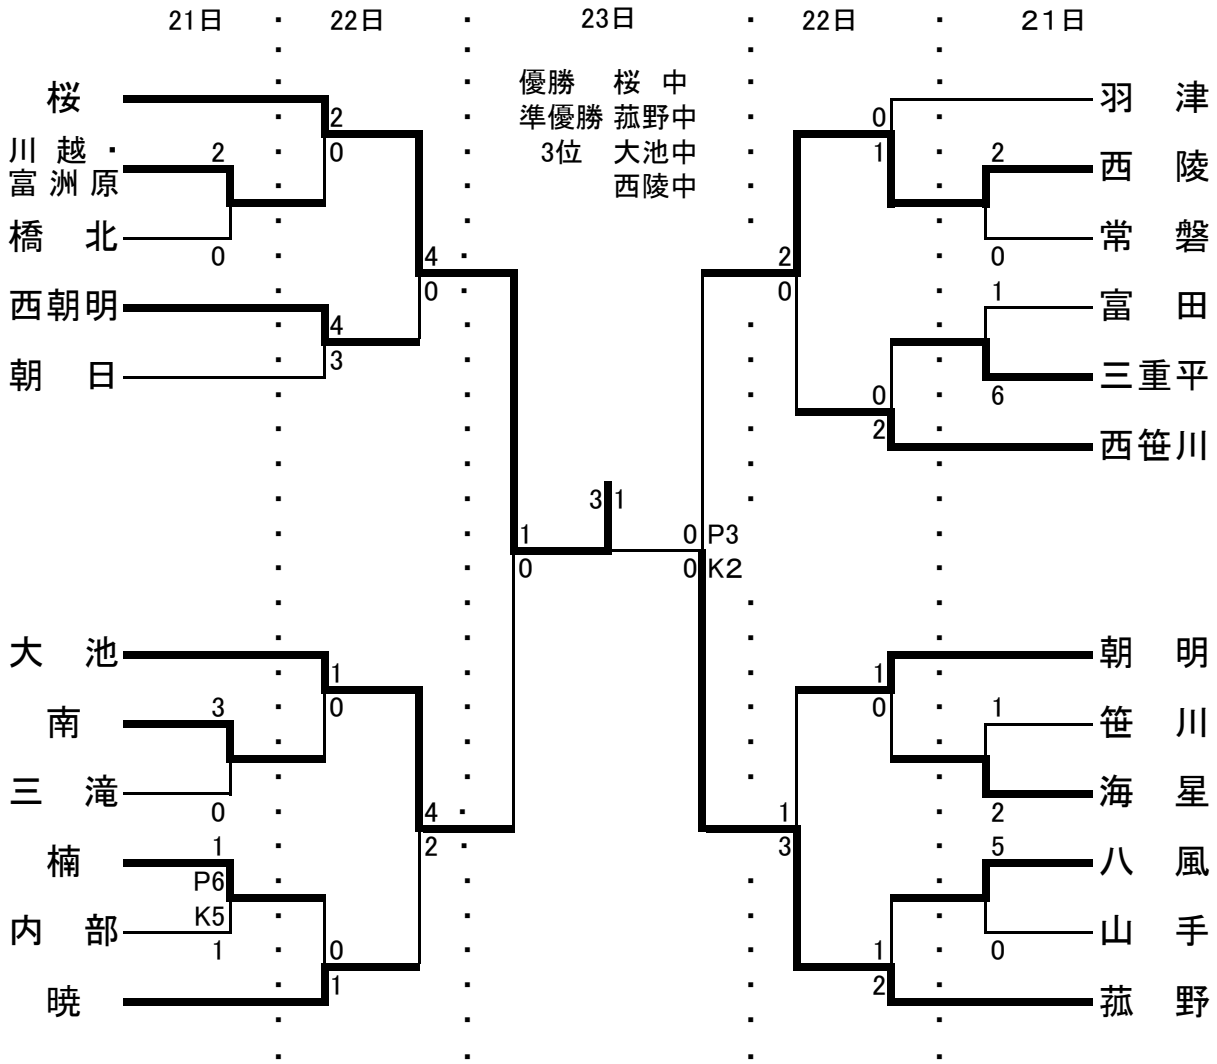 21日 22日 23日 22日 21日
優勝 桜 中
準優勝 菰野中
3位 大池中
西陵中
桜
川 越・
富 洲 原
橋 北
西朝明
朝 日
2
0
2
0
4
3
4
0
大 池
南
三 滝
楠
内 部
暁
3
0
1
0
1
P6
K5
1
0
1
4
2
1
0
3 1
0 P3
0 K2
羽 津
西 陵
常 磐
富 田
三重平
西笹川
0
1
2
0
1
6
0
2
2
0
朝 明
笹 川
海 星
八 風
山 手
菰 野
1
0
1
2
5
0
1
2
1
3